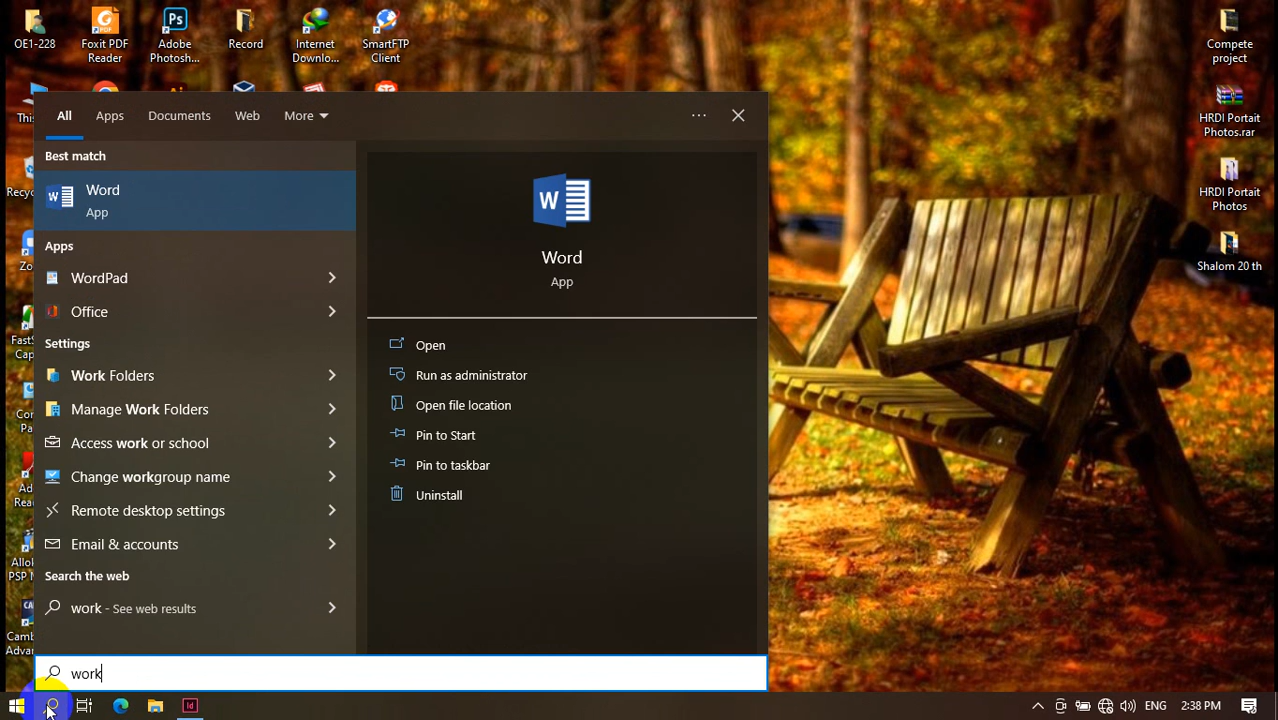 OE1-228
Foxit PDF
Reader
Adobe
Photosh...
Record
Internet
Downlo...
SmartFTP
Client
Compete
project
HRDI Portait
Photos.rar
HRDI Portait
Photos
Shalom 20 th
All
Apps
Documents
Web
More
Best match
Word
App
Apps
WordPad
Office
Settings
Work Folders
Manage Work Folders
Access work or school
Change workgroup name
Remote desktop settings
Email & accounts
Search the web
work - See web results
Word
App
Open
Run as administrator
Open file location
Pin to Start
Pin to taskbar
Uninstall
work
ENG
2:38 PM